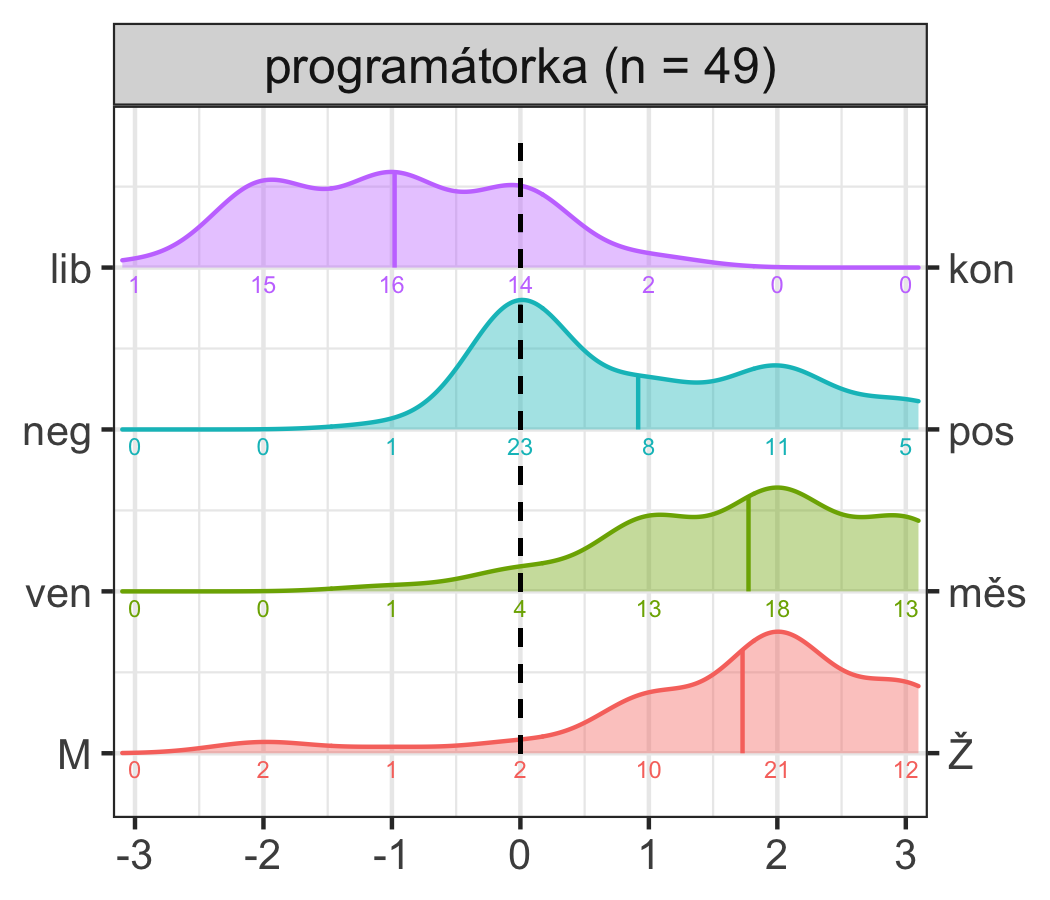 programátorka (n = 49)
lib kon
1 15 16 14 2 0 0
neg pos
0 0 1 23 8 11 5
ven měs
0 0 1 4 13 18 13
M Ž
0 2 1 2 10 21 12
-3 -2 -1 0 1 2 3